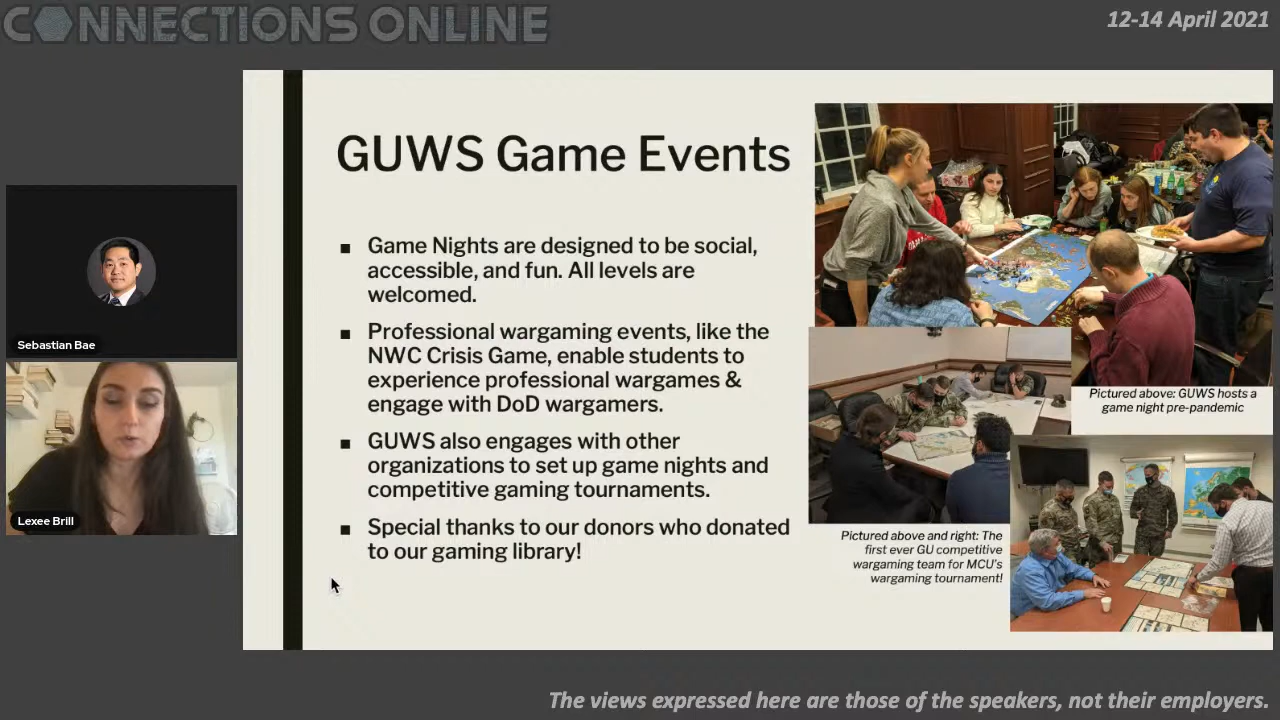 CONNECTIONS ONLINE
12-14 April 2021
GUWS Game Events
▪ Game Nights are designed to be social,
accessible, and fun. All levels are
welcomed.
▪ Professional wargaming events, like the
NWC Crisis Game, enable students to
experience professional wargames &
engage with DoD wargamers.
▪ GUWS also engages with other
organizations to set up game nights and
competitive gaming tournaments.
▪ Special thanks to our donors who donated
to our gaming library!
Pictured above: GUWS hosts a
game night pre-pandemic
Pictured above and right: The
first ever GU competitive
wargaming team for MCU's
wargaming tournament!
Sebastian Bae
Lexee Brill
The views expressed here are those of the speakers, not their employers.